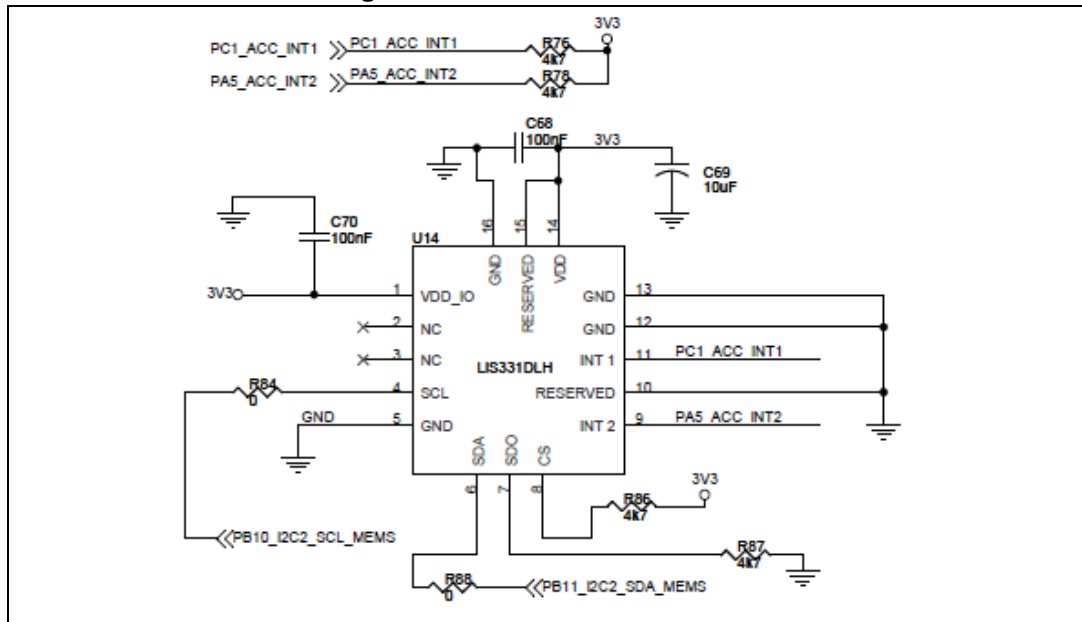 3V3
PC1_ACC_INT1 PC1_ACC_INT1 R76
4k7
PA5_ACC_INT2 PA5_ACC_INT2 R78
4k7
C68
100nF 3V3
C69
10uF
C70
100nF
U14
16 15 14
GND RESERVED VDD
3V3 1 VDD_IO GND 13
2 NC GND 12
3 NC INT 1 11 PC1_ACC_INT1
LIS331DLH
R84
0
4 SCL RESERVED 10
GND 5 GND INT 2 9 PA5_ACC_INT2
SDA SDO CS
6 7 8
3V3
R86
4k7
PB10_I2C2_SCL_MEMS
R87
4k7
R88
0
PB11_I2C2_SDA_MEMS